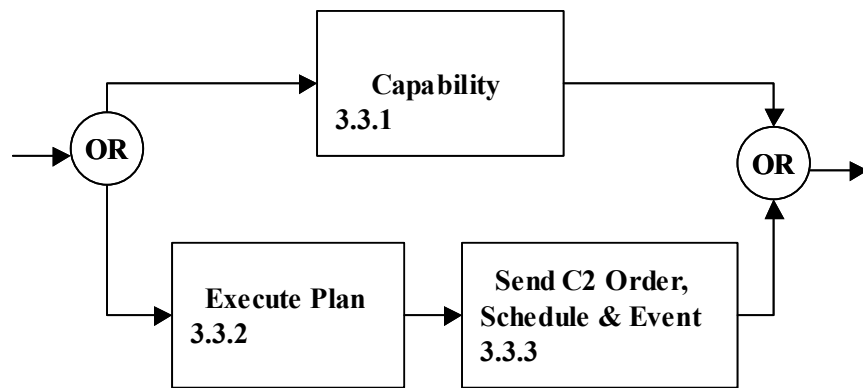 Capability
3.3.1
OR
OR
Execute Plan
3.3.2
Send C2 Order,
Schedule & Event
3.3.3